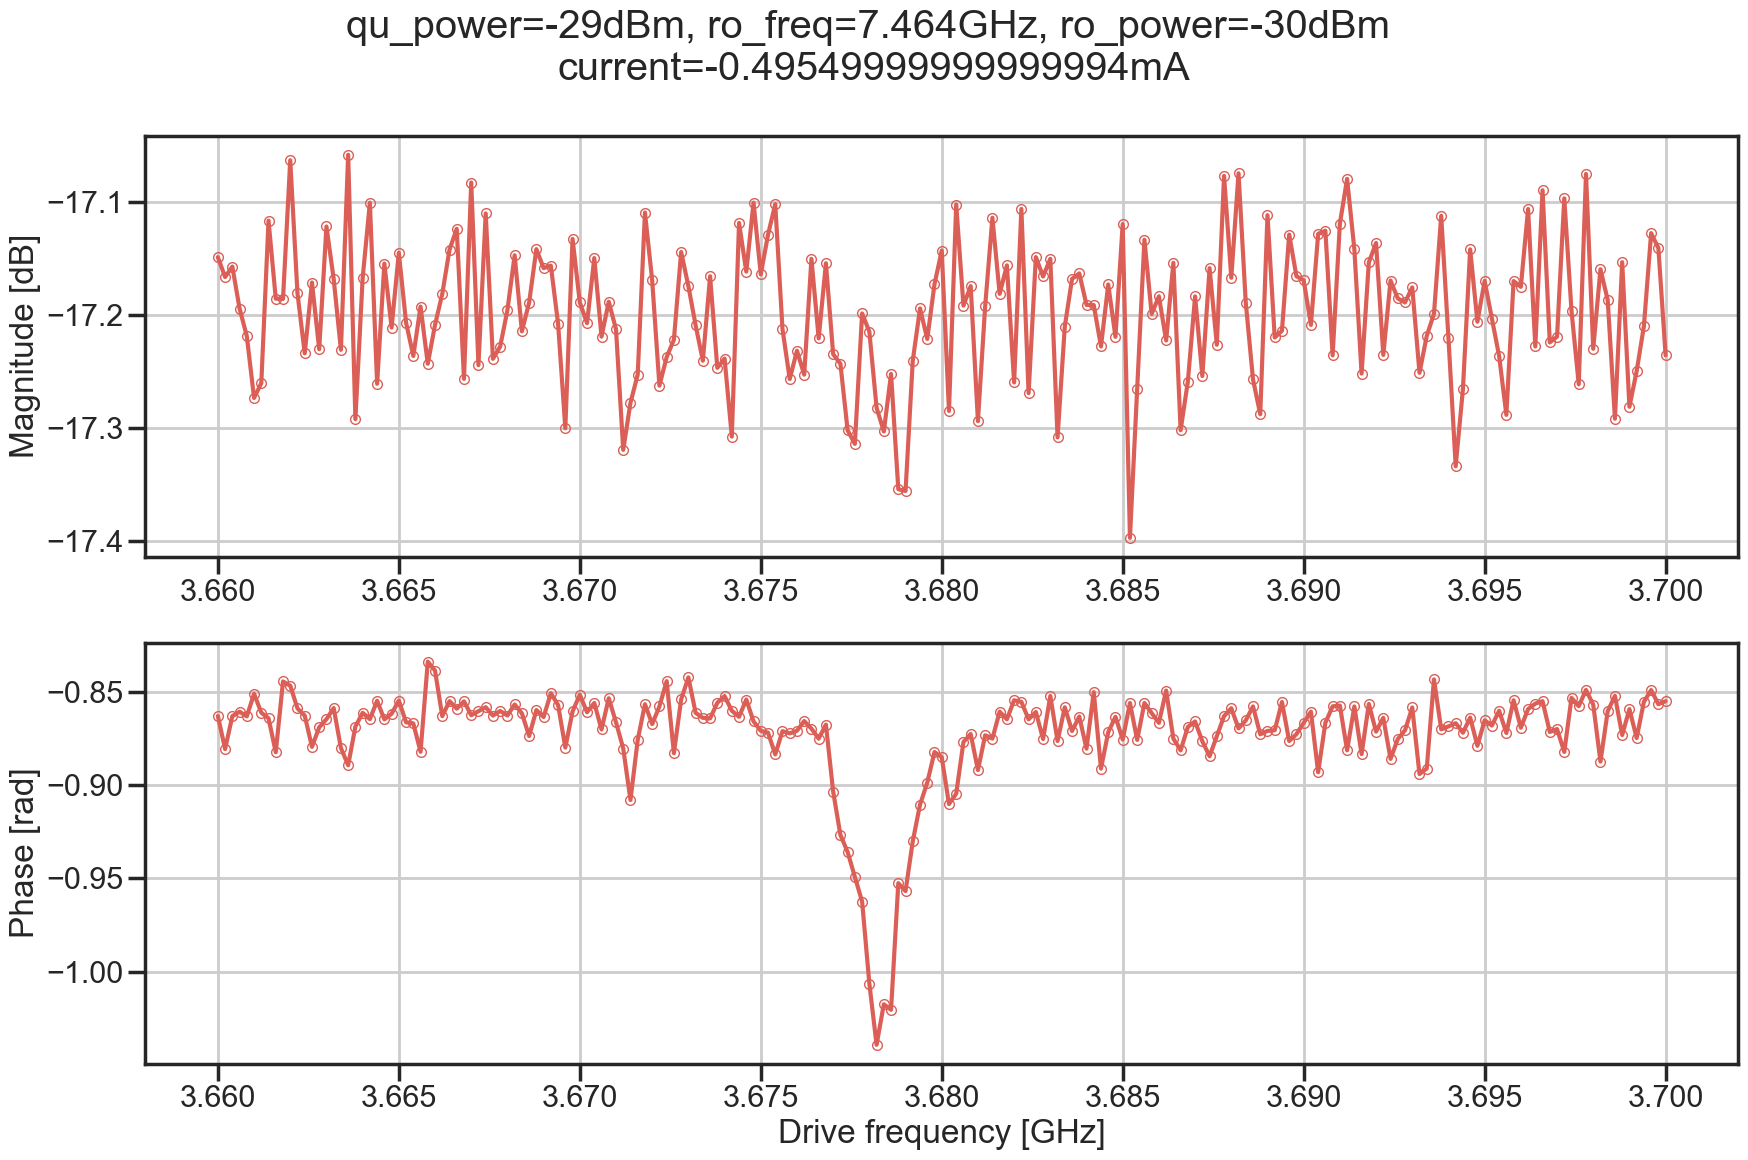 qu_power=-29dBm, ro_freq=7.464GHz, ro_power=-30dBm
current=-0.49549999999999994mA
Magnitude [dB]
−17.1
−17.2
−17.3
−17.4
3.660 3.665 3.670 3.675 3.680 3.685 3.690 3.695 3.700
Phase [rad]
−0.85
−0.90
−0.95
−1.00
3.660 3.665 3.670 3.675 3.680 3.685 3.690 3.695 3.700
Drive frequency [GHz]